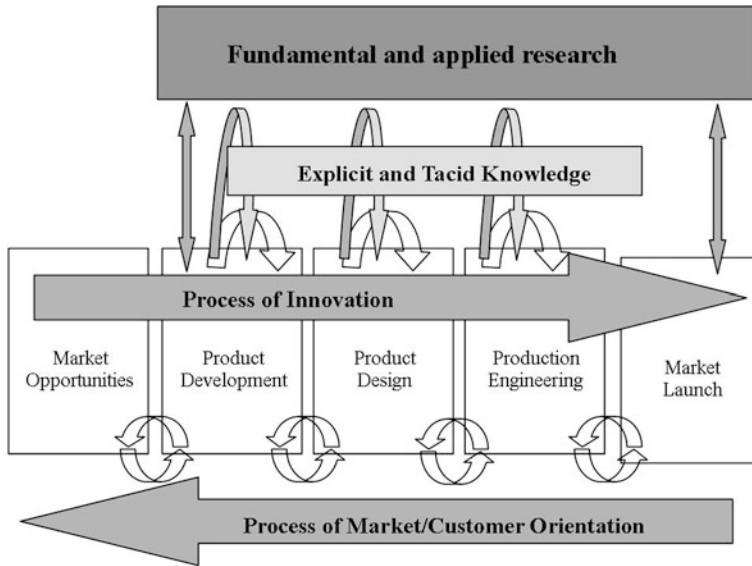 Fundamental and applied research
Explicit and Tacid Knowledge
Process of Innovation
Market
Opportunities
Product
Development
Product
Design
Production
Engineering
Market
Launch
Process of Market/Customer Orientation